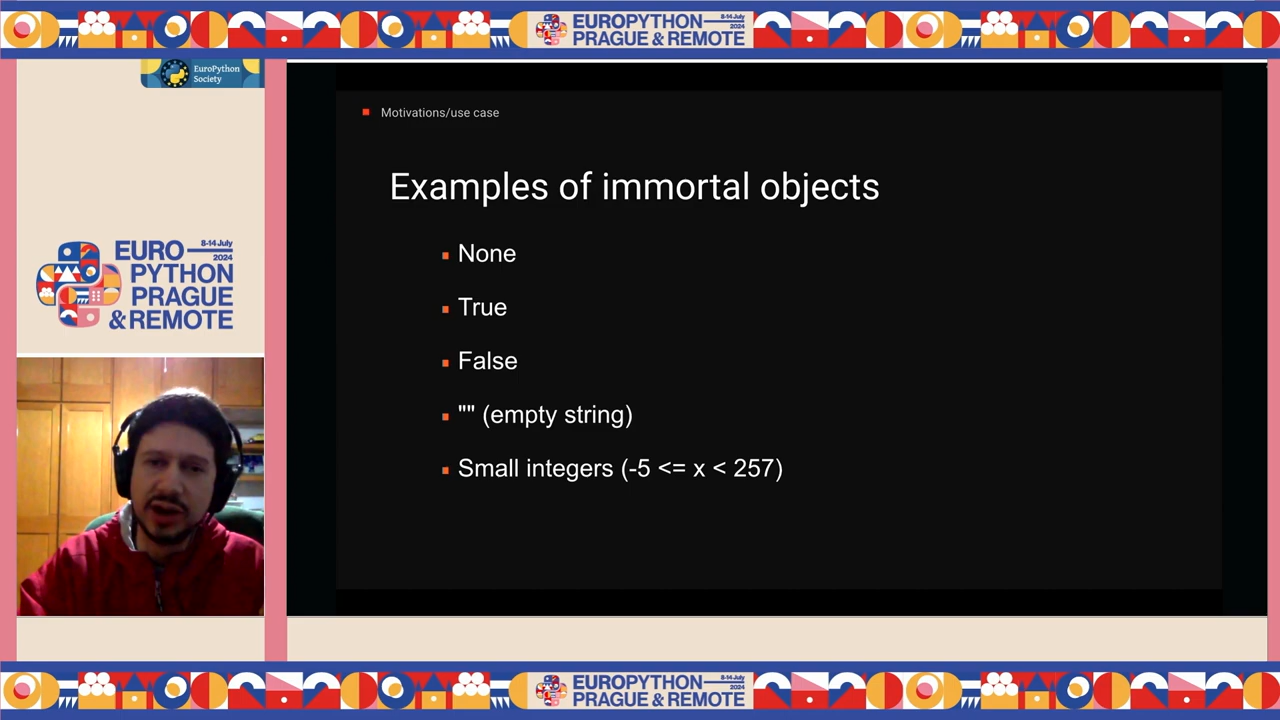 EUROPYTHON
8-14 July
2024
PRAGUE & REMOTE
EuroPython
Society
Motivations/use case
Examples of immortal objects
None
True
False
"" (empty string)
Small integers (-5 <= x < 257)
EURO
8-14 July
2024
PYTHON
PRAGUE
& REMOTE
EUROPYTHON
8-14 July
2024
PRAGUE & REMOTE